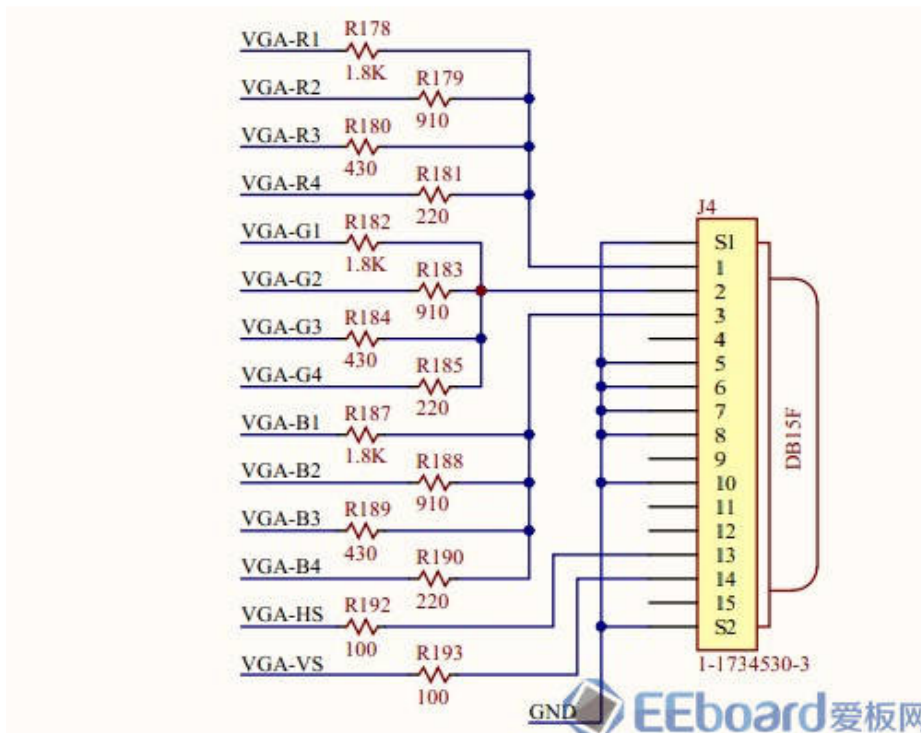 VGA-R1 R178
1.8K
VGA-R2 R179
910
VGA-R3 R180
430
VGA-R4 R181
220
VGA-G1 R182
1.8K
VGA-G2 R183
910
VGA-G3 R184
430
VGA-G4 R185
220
VGA-B1 R187
1.8K
VGA-B2 R188
910
VGA-B3 R189
430
VGA-B4 R190
220
VGA-HS R192
100
VGA-VS R193
100
GND
J4
S1
1
2
3
4
5
6
7
8
9
10
11
12
13
14
15
S2
DB15F
1-1734530-3
EEboard爱板网